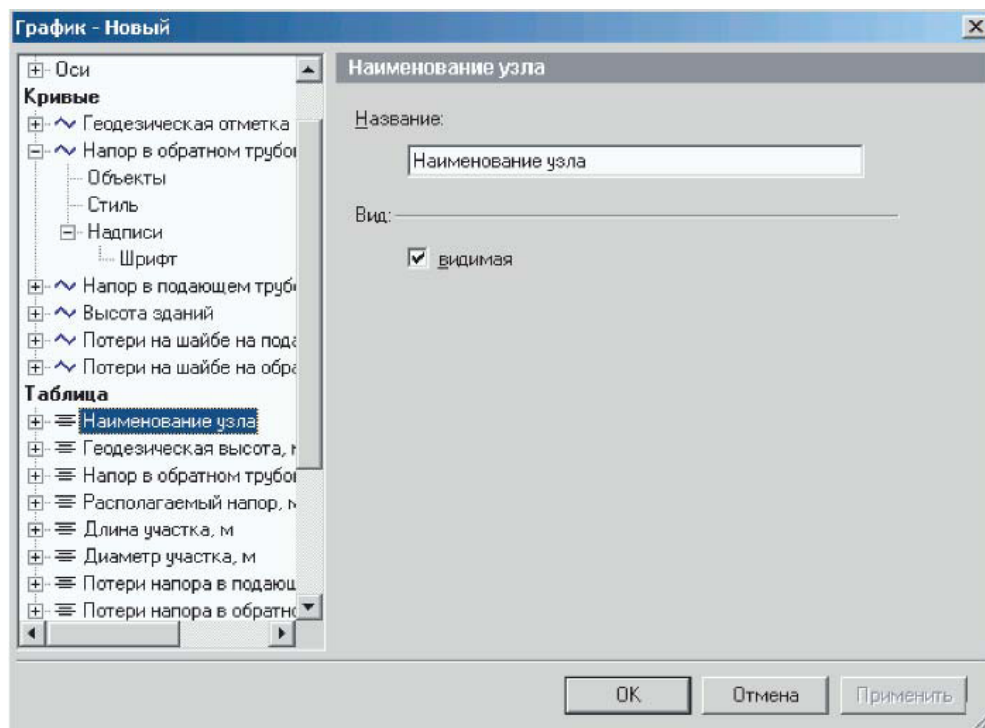 График - Новый
Оси
Кривые
Геодезическая отметка
Напор в обратном трубо
Объекты
Стиль
Надписи
Шрифт
Напор в подающем труб
Высота зданий
Потери на шайбе на пода
Потери на шайбе на обра
Таблица
Наименование узла
Геодезическая высота,
Напор в обратном трубо
Располагаемый напор,
Длина участка, м
Диаметр участка, м
Потери напора в подающ
Потери напора в обратно
Наименование узла
Название:
Наименование узла
Вид:
видимая
OK
Отмена
Применить